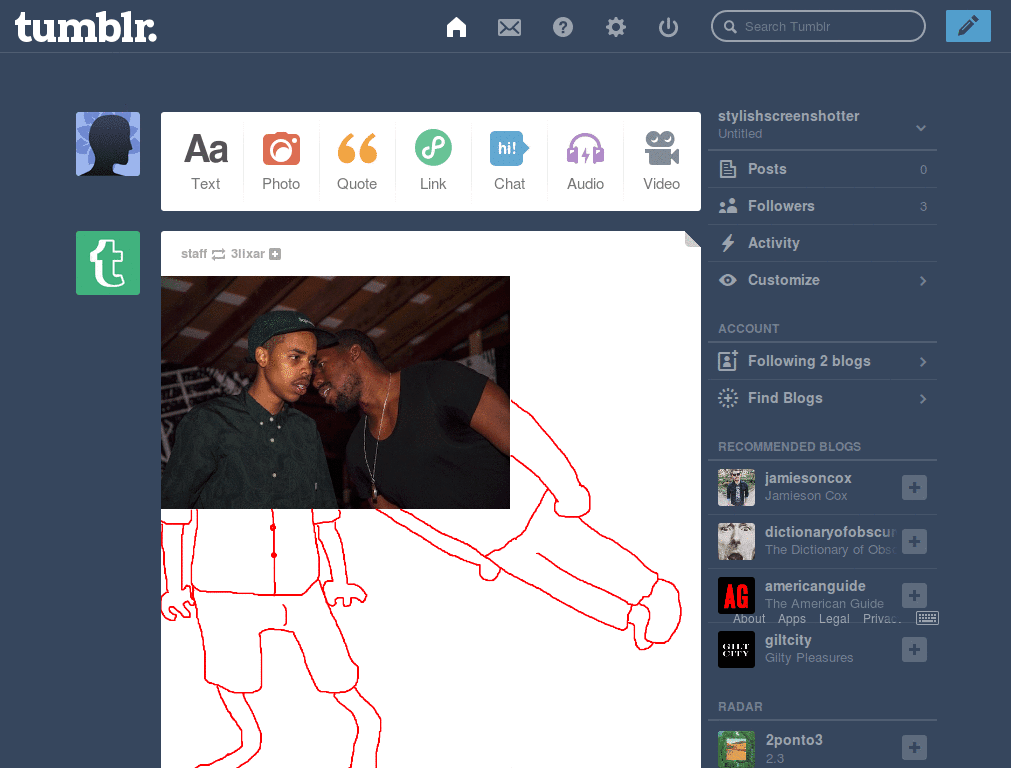 tumblr.
Search Tumblr
Aa
hi!
Text
Photo
Quote
Link
Chat
Audio
Video
t
staff 3lixar
stylishscreenshotter
Untitled
Posts 0
Followers 3
Activity
Customize
ACCOUNT
Following 2 blogs
Find Blogs
RECOMMENDED BLOGS
jamiesoncox
Jamieson Cox
dictionaryofobscur
The Dictionary of Obs
AG
americanguide
The American Guide
About Apps Legal Privac
GILT
CITY
giltcity
Gilty Pleasures
RADAR
2ponto3
2.3